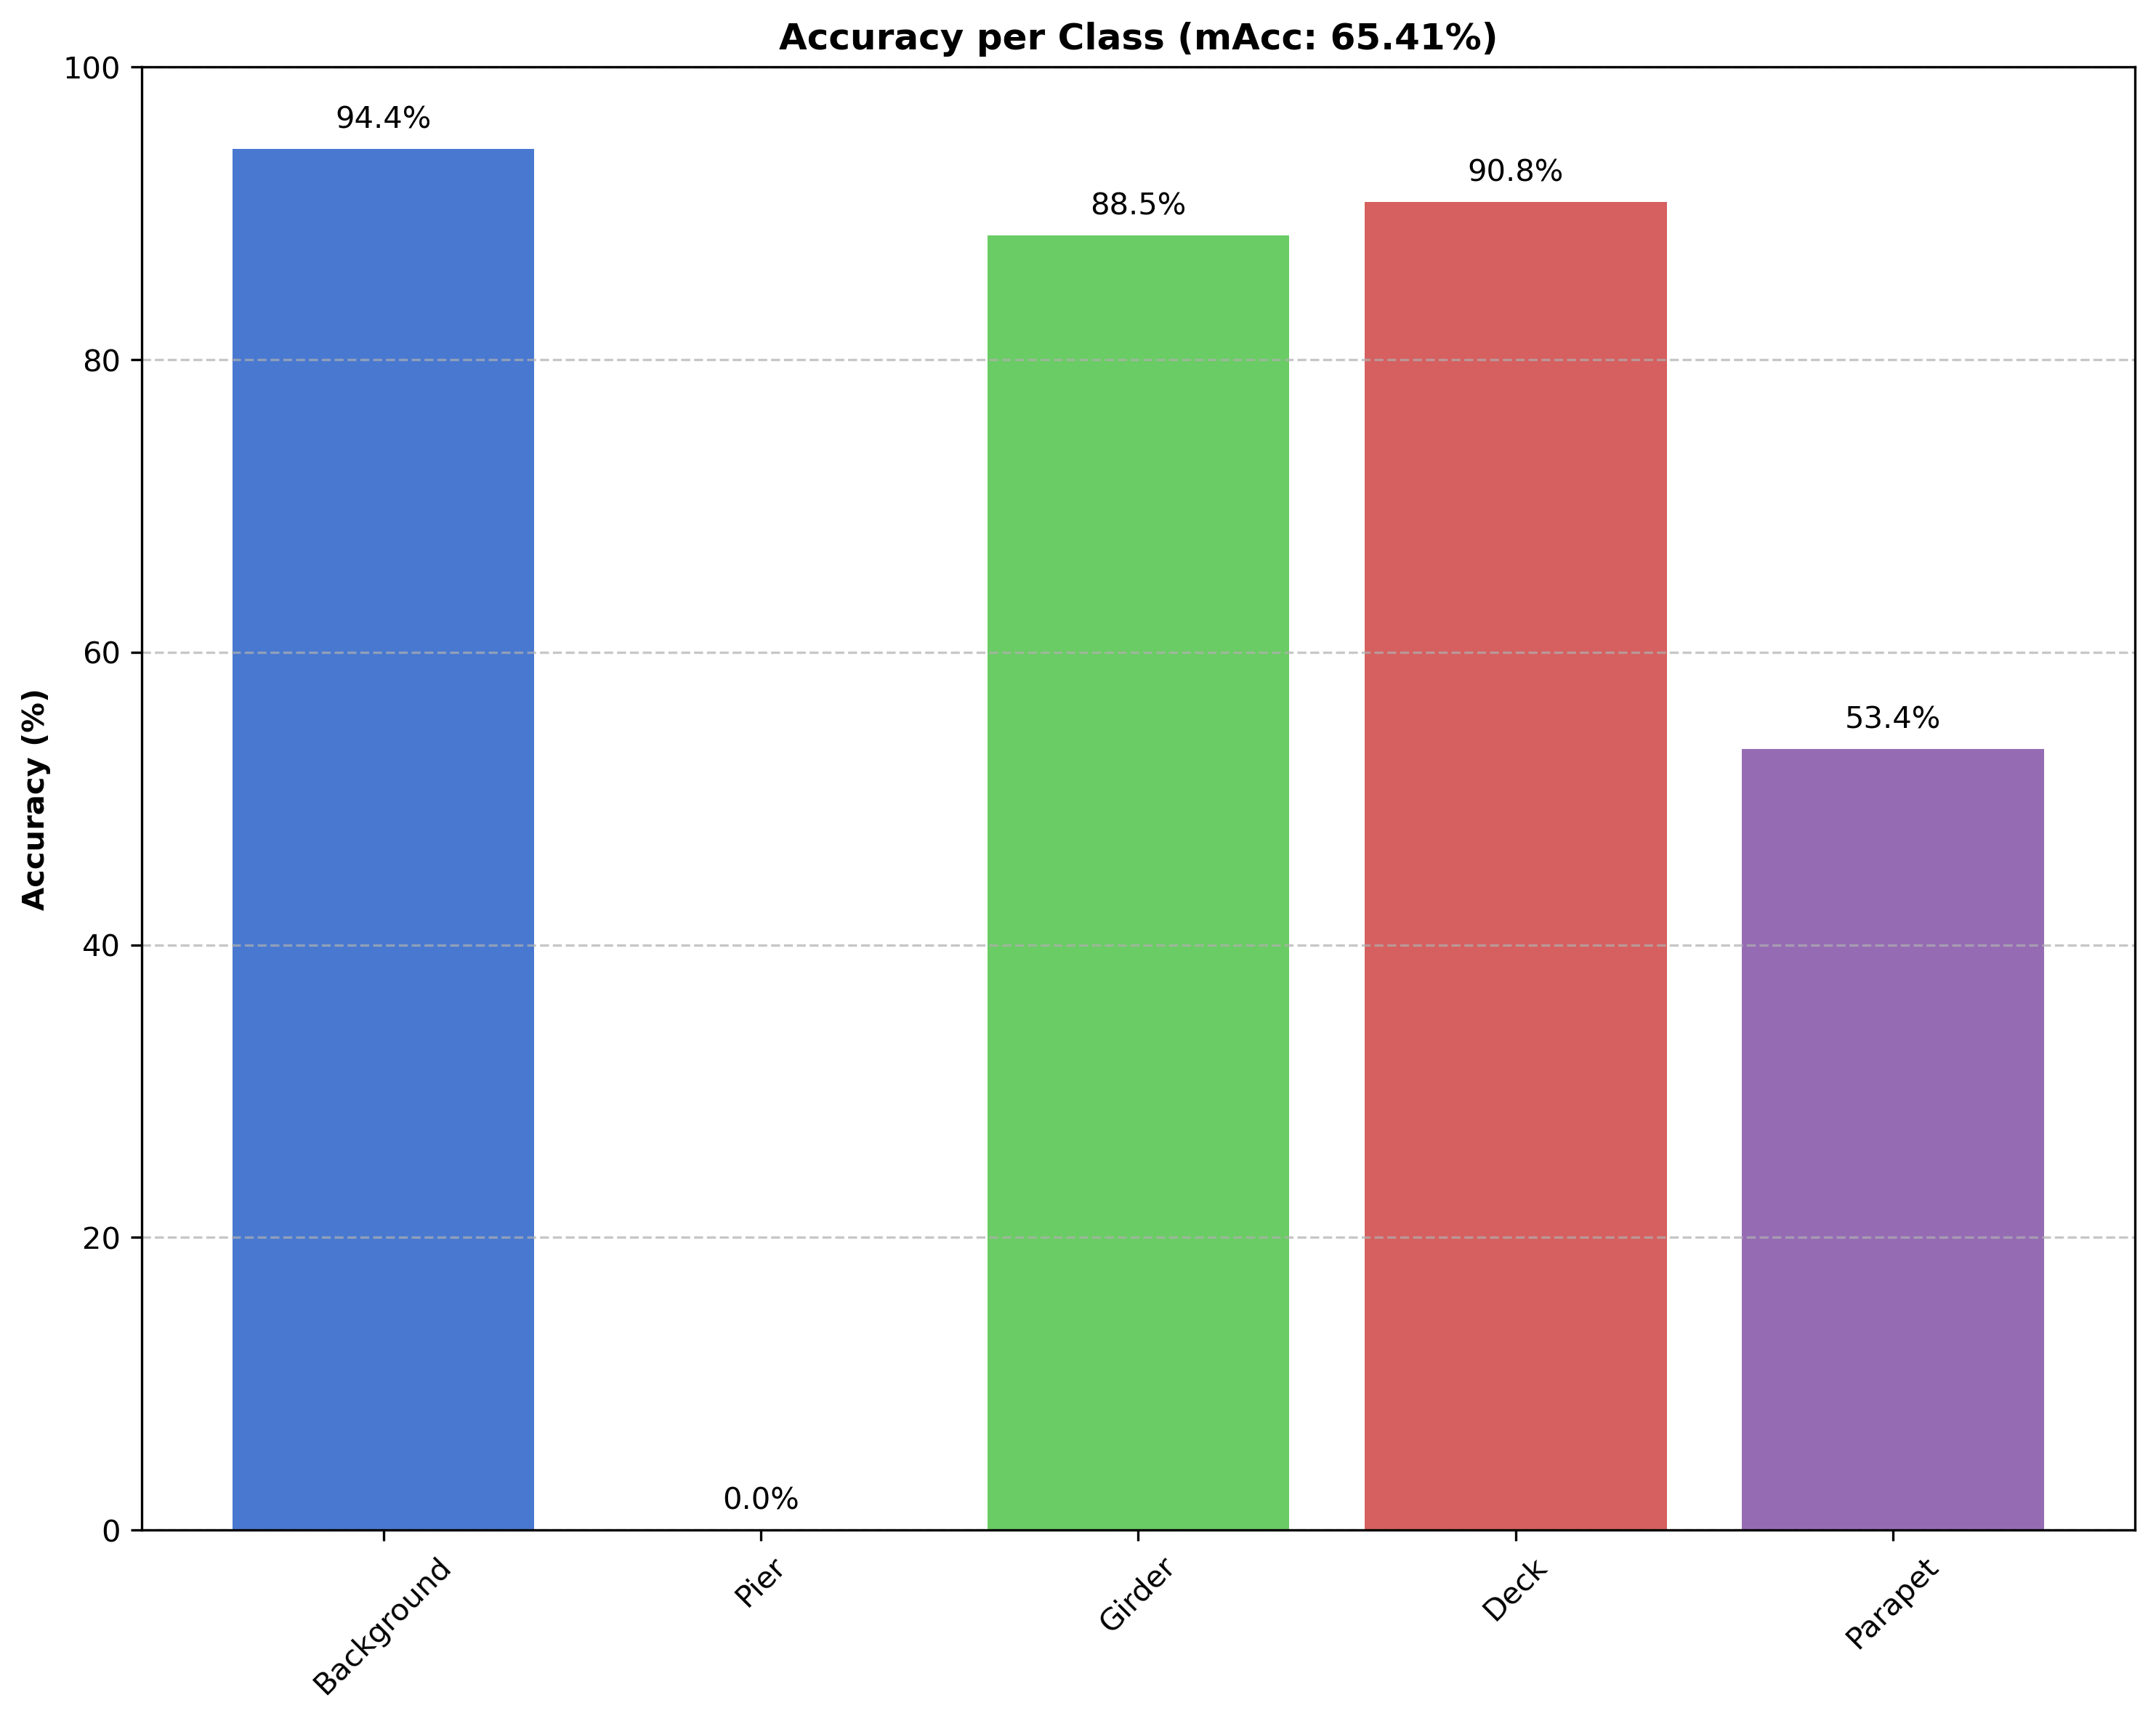 Accuracy per Class (mAcc: 65.41%)
100
80
60
40
20
0
Accuracy (%)
94.4%
0.0%
88.5%
90.8%
53.4%
Background
Pier
Girder
Deck
Parapet